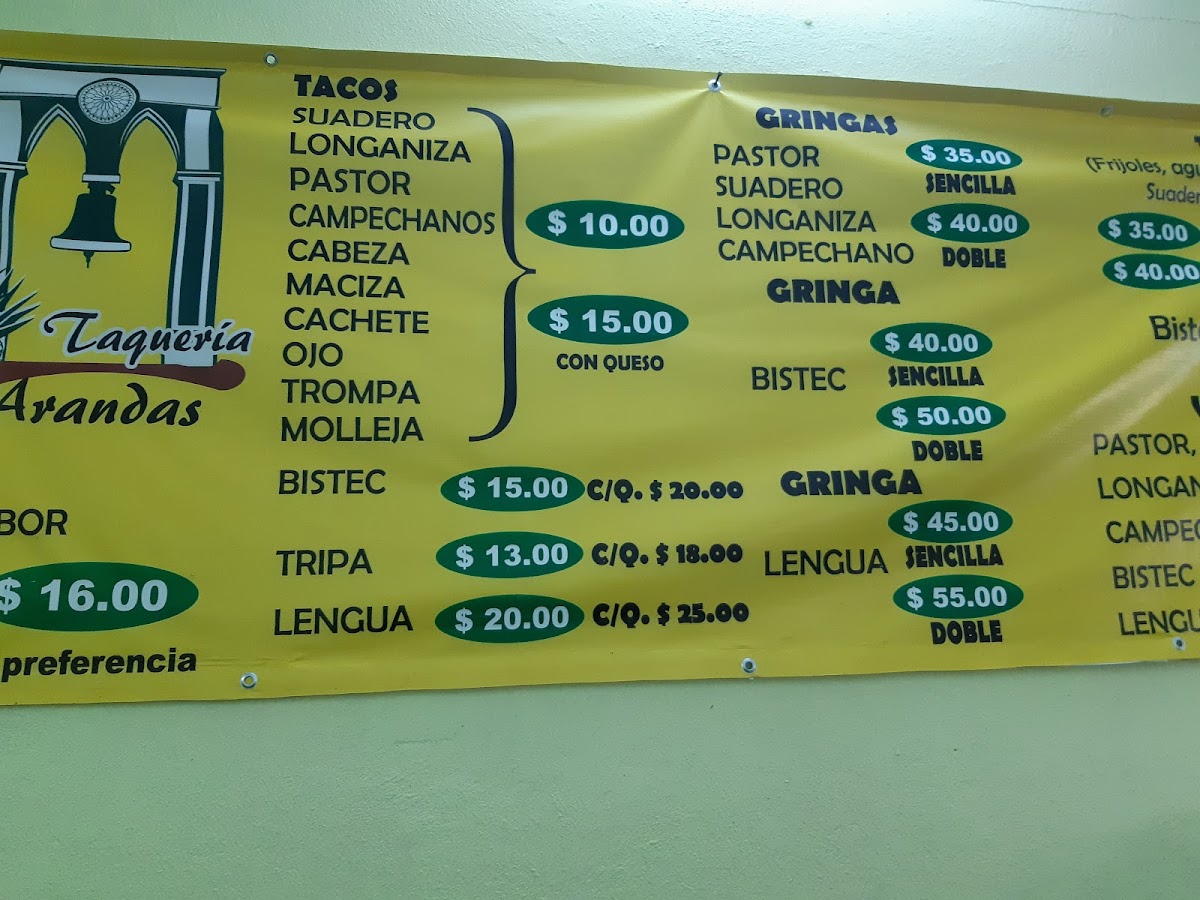 Taquería
Arandas
$ 16.00
preferencia
TACOS
SUADERO
LONGANIZA
PASTOR
CAMPECHANOS
CABEZA
MACIZA
CACHETE
OJO
TROMPA
MOLLEJA
$ 10.00
$ 15.00
CON QUESO
BISTEC $ 15.00 C/Q. $ 20.00
TRIPA $ 13.00 C/Q. $ 18.00
LENGUA $ 20.00 C/Q. $ 25.00
GRINGAS
PASTOR
SUADERO
LONGANIZA
CAMPECHANO
$ 35.00
SENCILLA
$ 40.00
DOBLE
GRINGA
BISTEC
$ 40.00
SENCILLA
$ 50.00
DOBLE
GRINGA
LENGUA
$ 45.00
SENCILLA
$ 55.00
DOBLE
(Frijoles,
$ 35.00
$ 40.00
PASTOR,
BISTEC